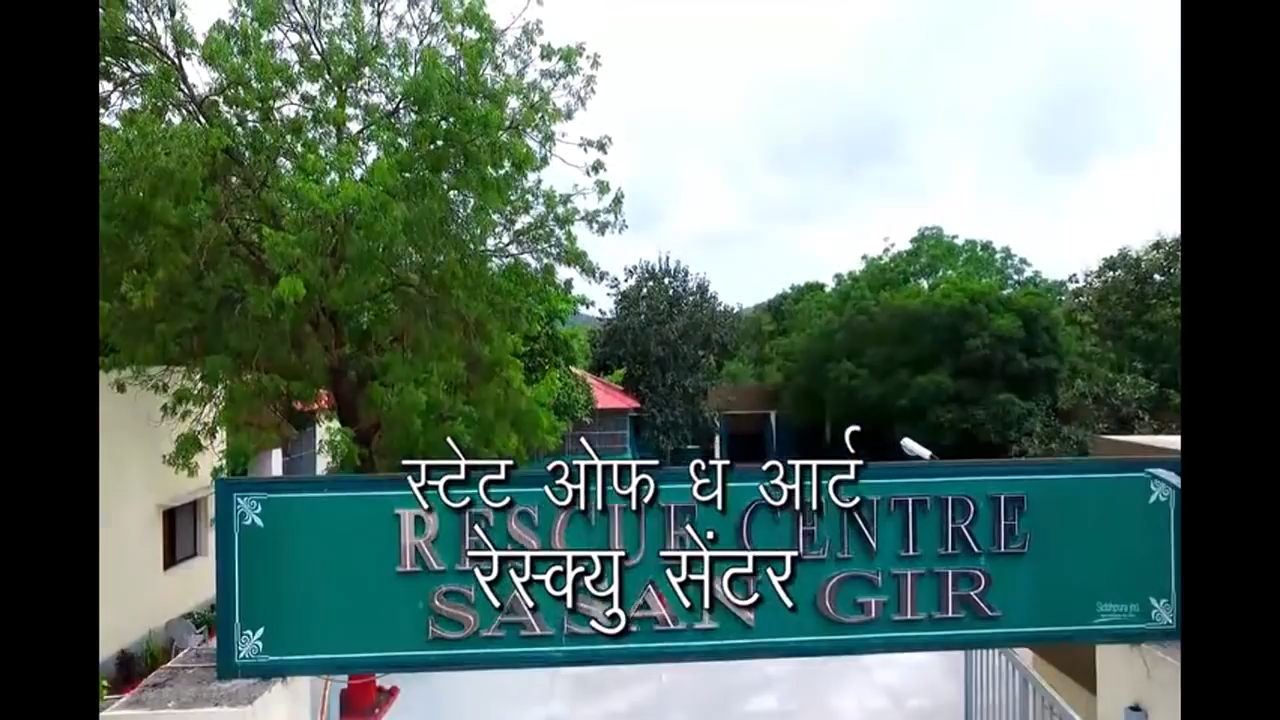 स्टेट ओफ ध आर्ट
RESCUE CENTRE
रेस्क्यु सेंटर
SASAN GIR